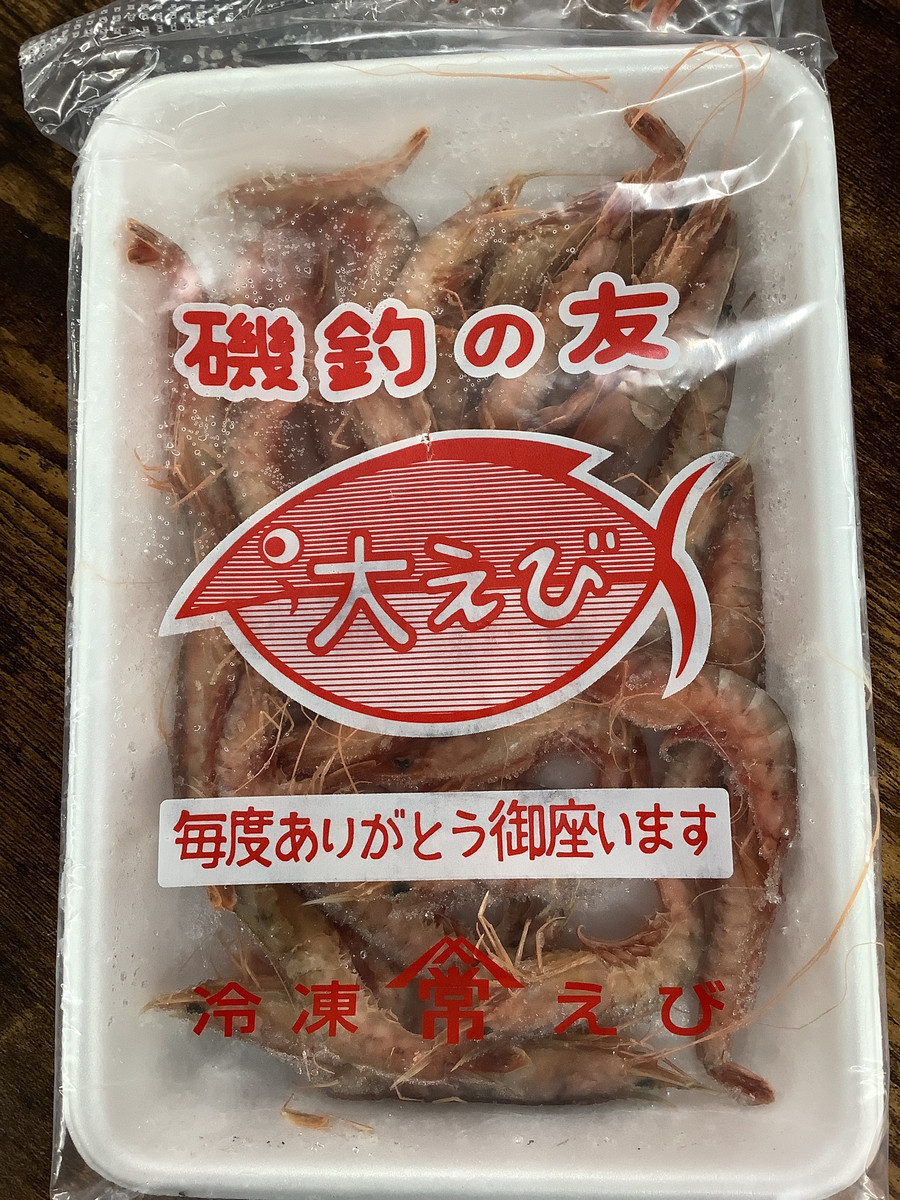 磯釣の友
大えび
毎度ありがとう御座います
冷凍 常 えび